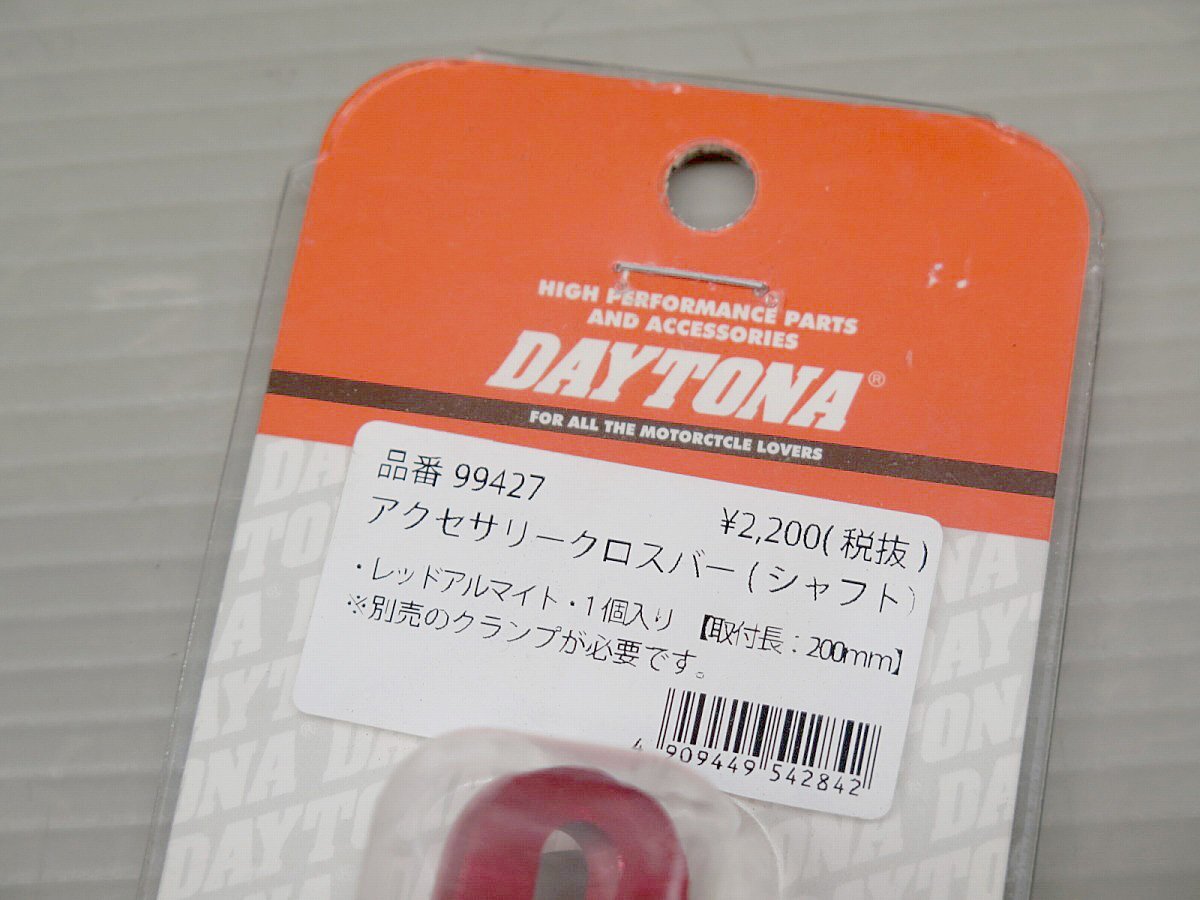 HIGH PERFORMANCE PARTS
AND ACCESSORIES
DAYTONA®
FOR ALL THE MOTORCTCLE LOVERS
品番 99427
¥2,200(税抜)
アクセサリークロスバー(シャフト)
・レッドアルマイト・1個入り 【取付長:200mm】
※別売のクランプが必要です。
4 909449 542842